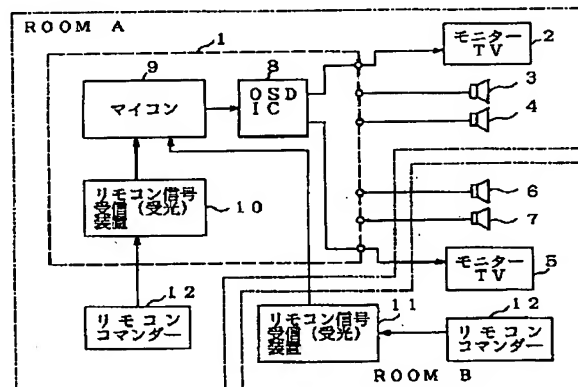 ROOM A
1
9
8
マイコン
OSD
IC
モニター
TV
2
3
4
リモコン信号
受信(受光)
装置
10
6
7
モニター
TV
5
12
リモコン
コマンダー
11
リモコン信号
受信(受光)
装置
12
リモコン
コマンダー
ROOM B